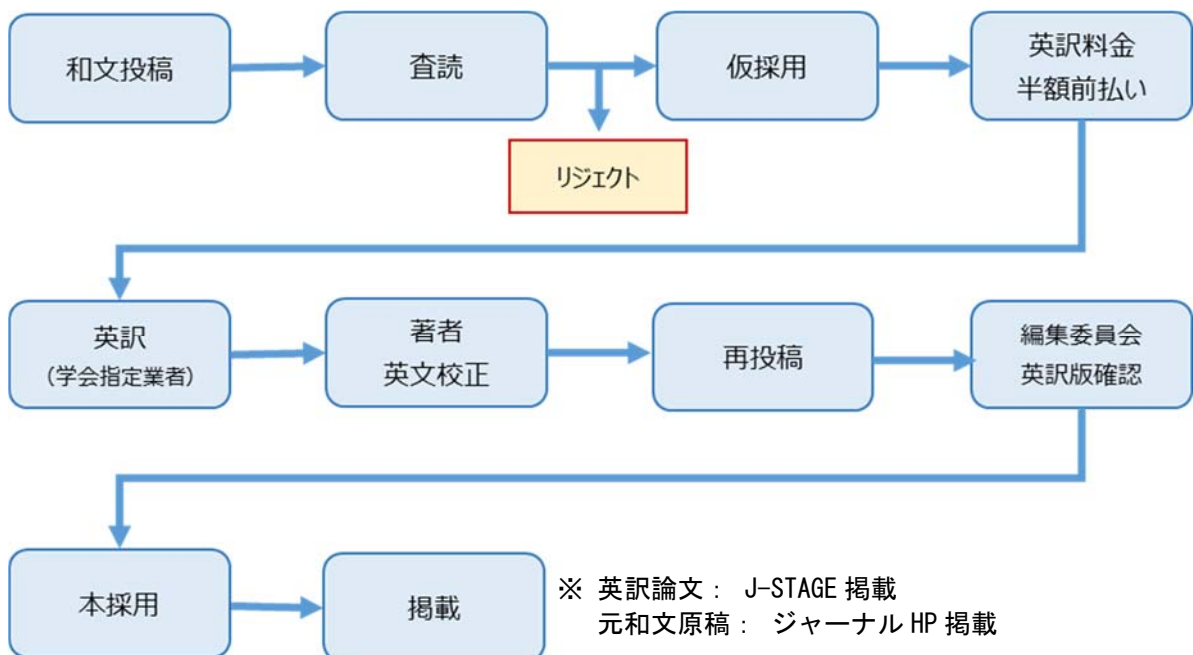 和文投稿
査読
仮採用
英訳料金
半額前払い
リジェクト
英訳
(学会指定業者)
著者
英文校正
再投稿
編集委員会
英訳版確認
本採用
掲載
※ 英訳論文： J-STAGE 掲載
元和文原稿： ジャーナル HP 掲載